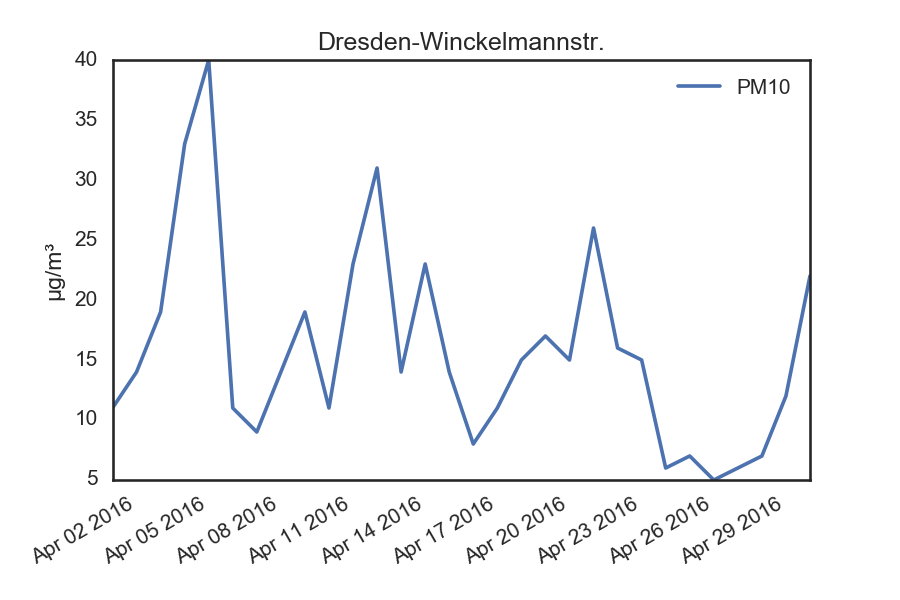 Dresden-Winckelmannstr.
40
35
30
25
20
15
10
5
µg/m³
PM10
Apr 02 2016
Apr 05 2016
Apr 08 2016
Apr 11 2016
Apr 14 2016
Apr 17 2016
Apr 20 2016
Apr 23 2016
Apr 26 2016
Apr 29 2016